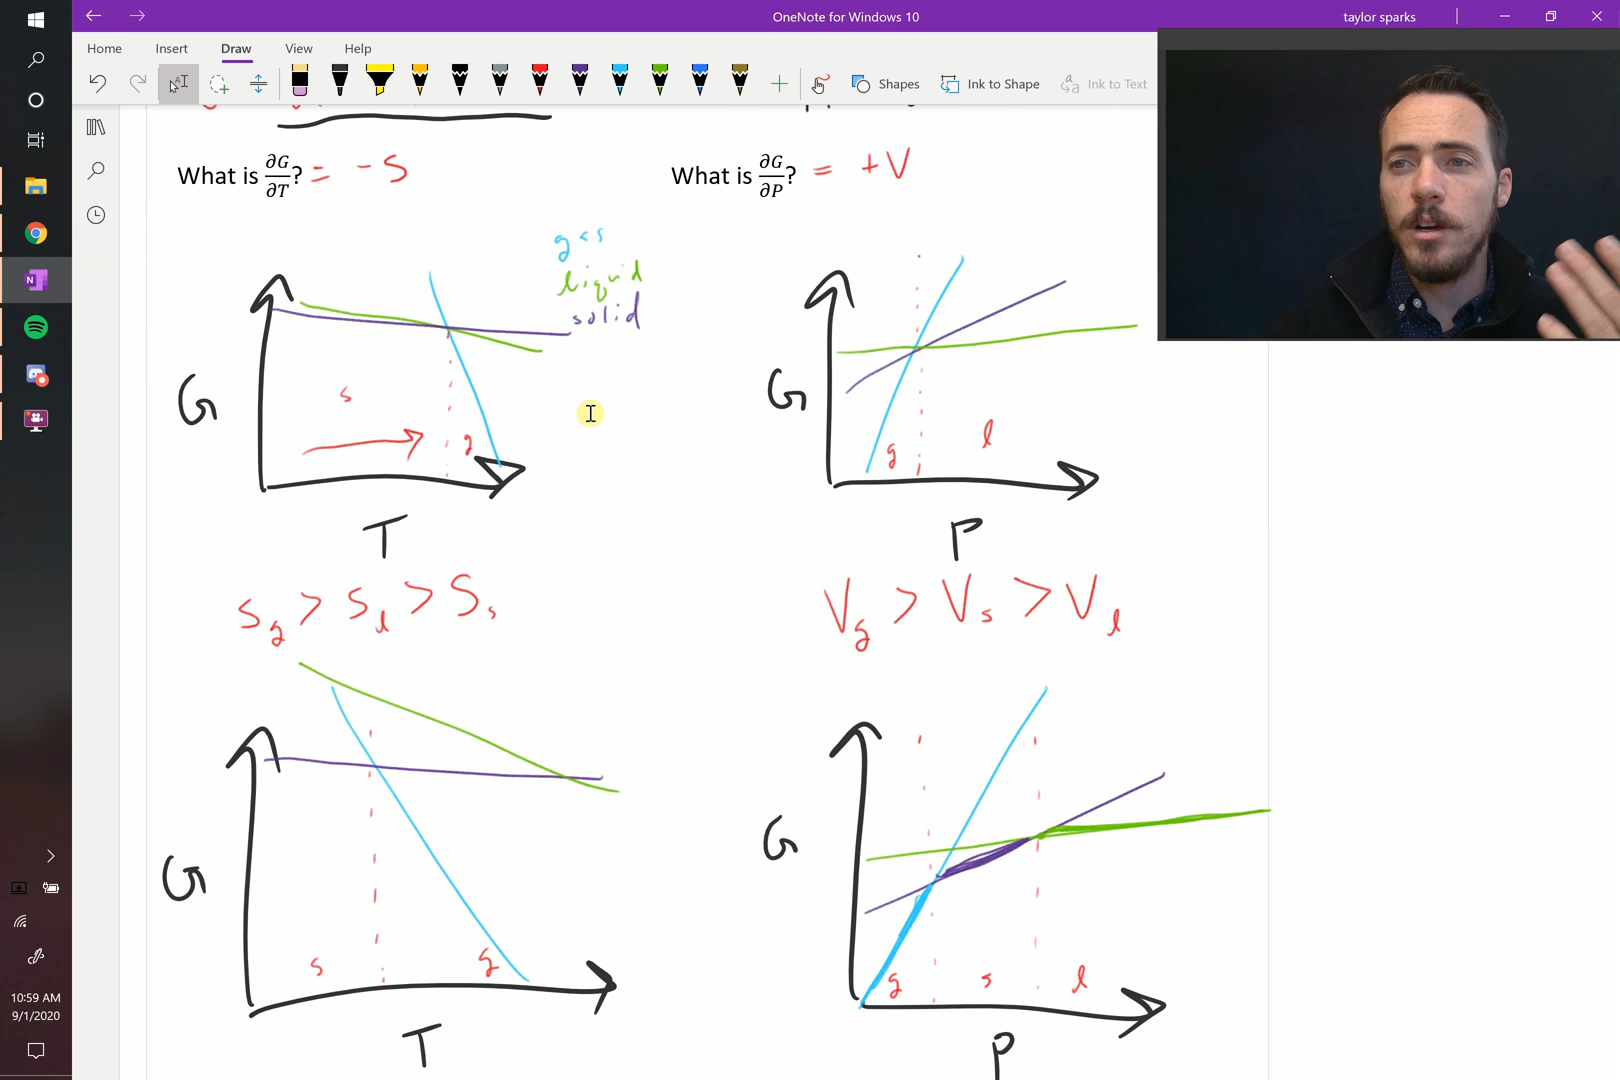 OneNote for Windows 10
taylor sparks
Home Insert Draw View Help
Shapes Ink to Shape Ink to Text
What is ∂G/∂T? = -S
What is ∂G/∂P? = +V
g < s
liquid
solid
G
s
g
T
G
g
l
P
S_g > S_l > S_s
V_g > V_s > V_l
G
s
g
T
G
g
s
l
P
10:59 AM
9/1/2020